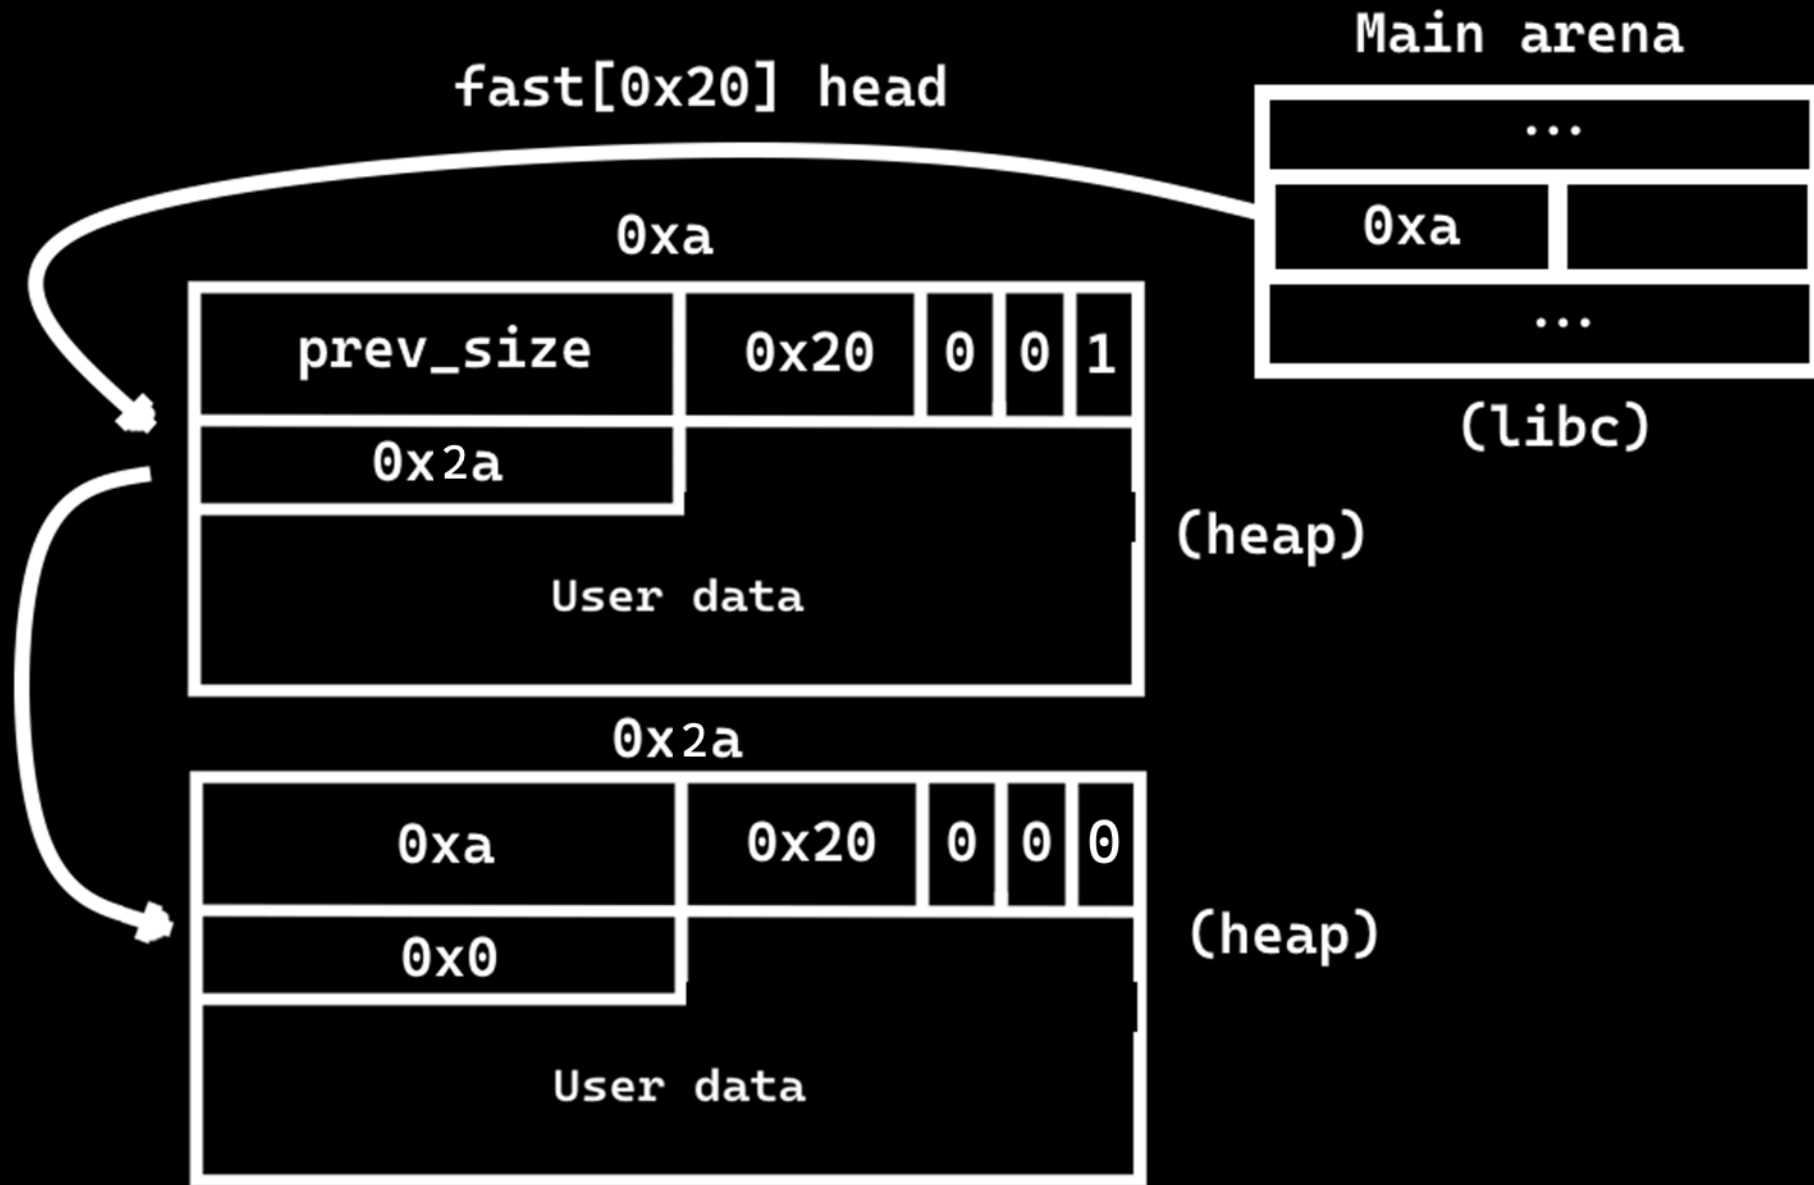 Main arena
fast[0x20] head
...
0xa
0xa
...
prev_size 0x20 0 0 1
(libc)
0x2a
(heap)
User data
0x2a
0xa 0x20 0 0 0
(heap)
0x0
User data